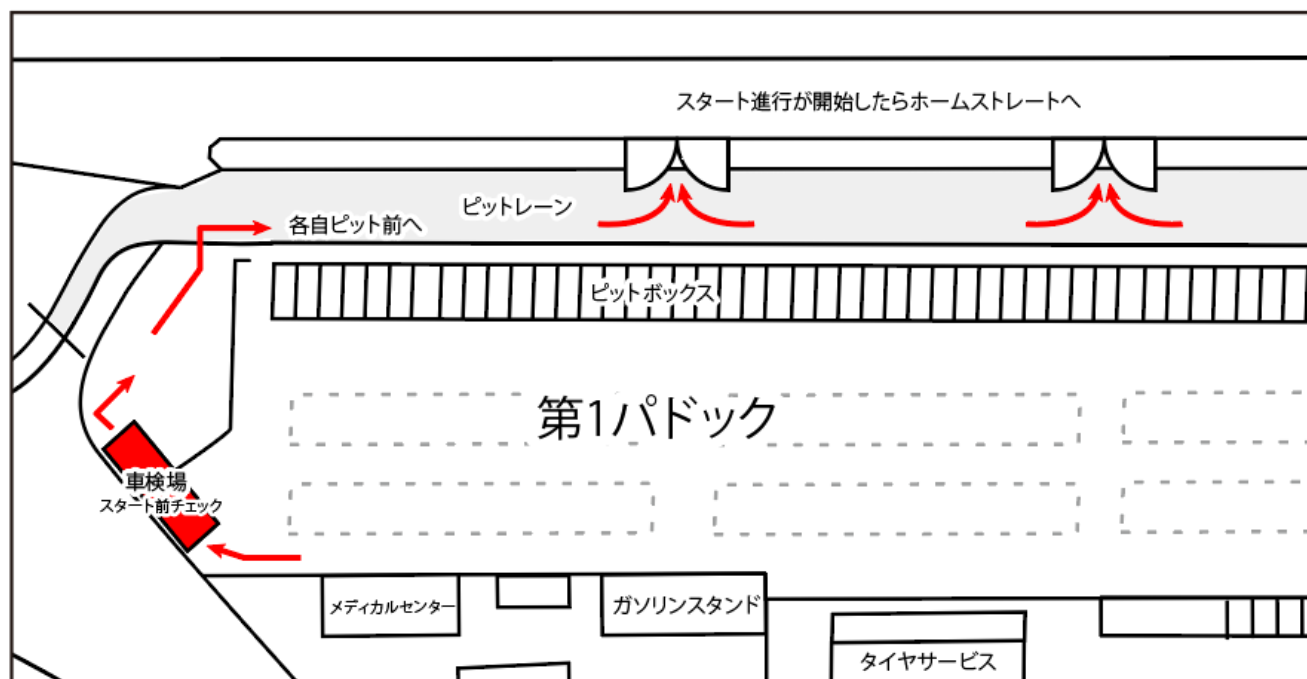 スタート進行が開始したらホームストレートへ
ピットレーン
各自ピット前へ
ピットボックス
第1パドック
車検場
スタート前チェック
メディカルセンター
ガソリンスタンド
タイヤサービス